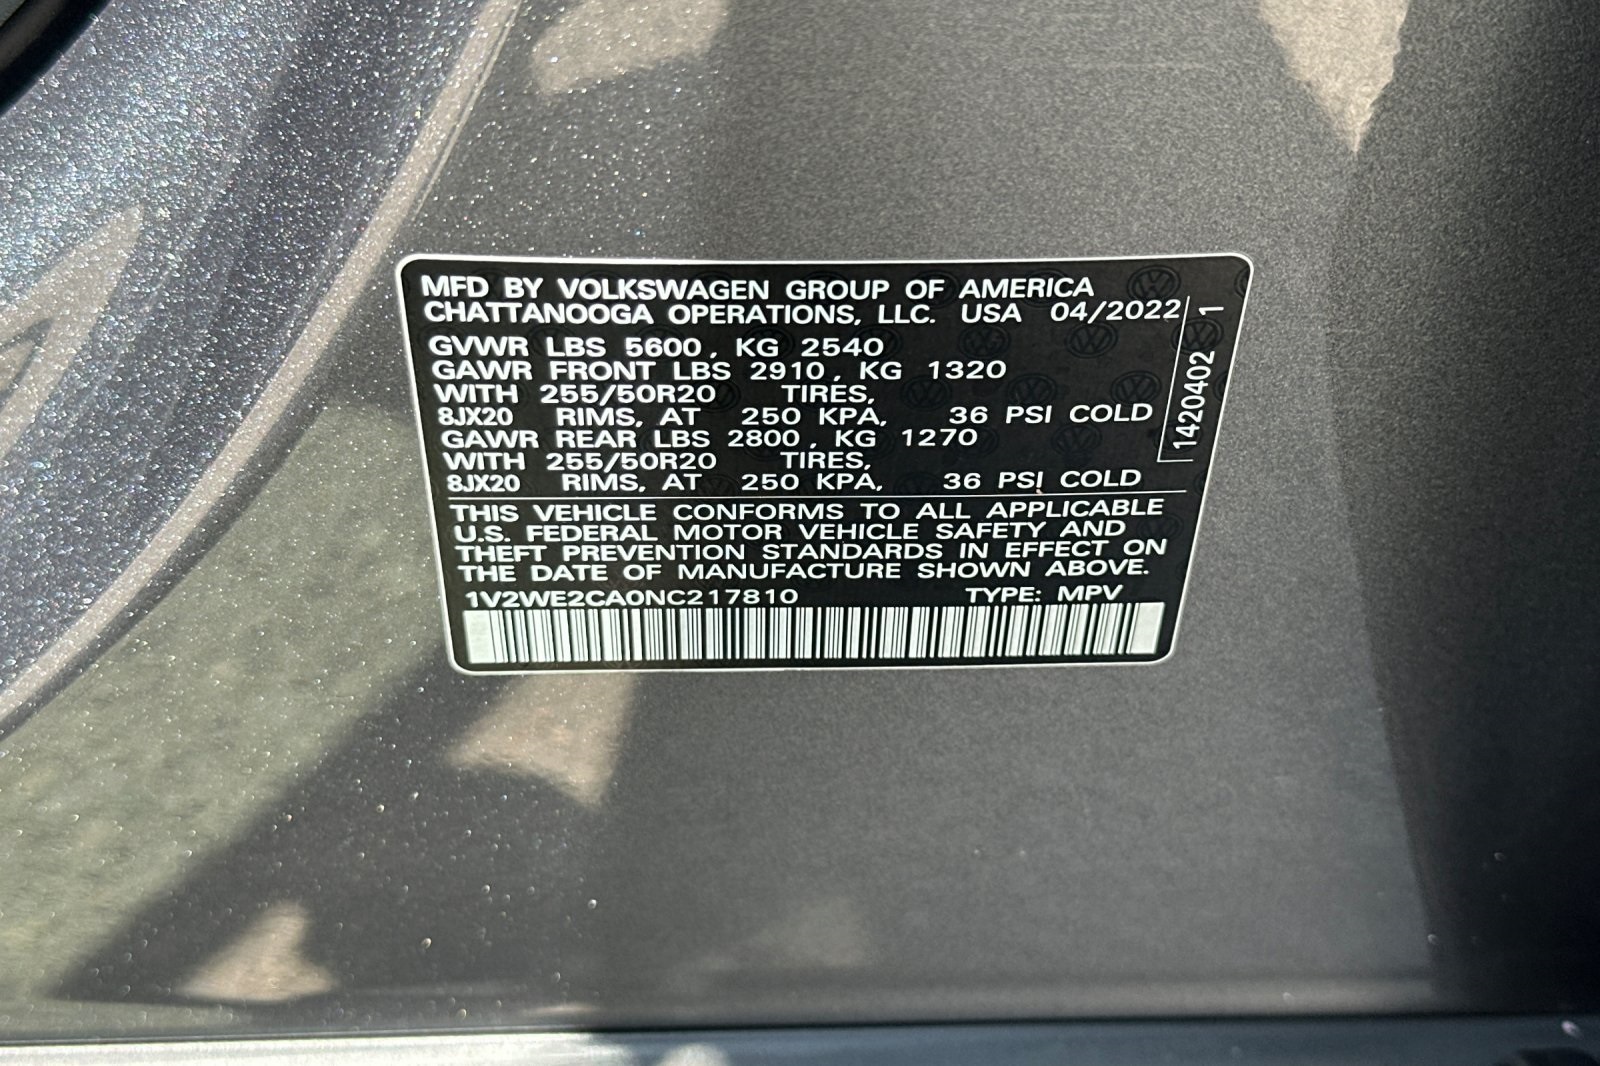 MFD BY VOLKSWAGEN GROUP OF AMERICA
CHATTANOOGA OPERATIONS, LLC. USA 04/2022
GVWR LBS 5600, KG 2540
GAWR FRONT LBS 2910, KG 1320
WITH 255/50R20 TIRES,
8JX20 RIMS, AT 250 KPA, 36 PSI COLD
GAWR REAR LBS 2800, KG 1270
WITH 255/50R20 TIRES,
8JX20 RIMS, AT 250 KPA, 36 PSI COLD
THIS VEHICLE CONFORMS TO ALL APPLICABLE
U.S. FEDERAL MOTOR VEHICLE SAFETY AND
THEFT PREVENTION STANDARDS IN EFFECT ON
THE DATE OF MANUFACTURE SHOWN ABOVE.
1V2WE2CA0NC217810 TYPE: MPV
1420402 1